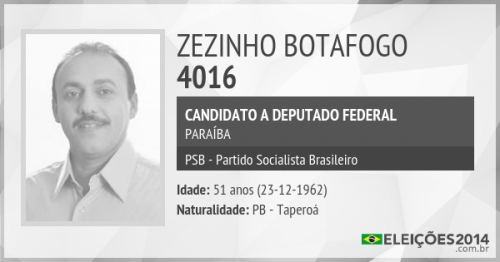 ZEZINHO BOTAFOGO
4016
CANDIDATO A DEPUTADO FEDERAL
PARAÍBA
PSB - Partido Socialista Brasileiro
Idade: 51 anos (23-12-1962)
Naturalidade: PB - Taperoá
ELEIÇÕES2014
.com.br